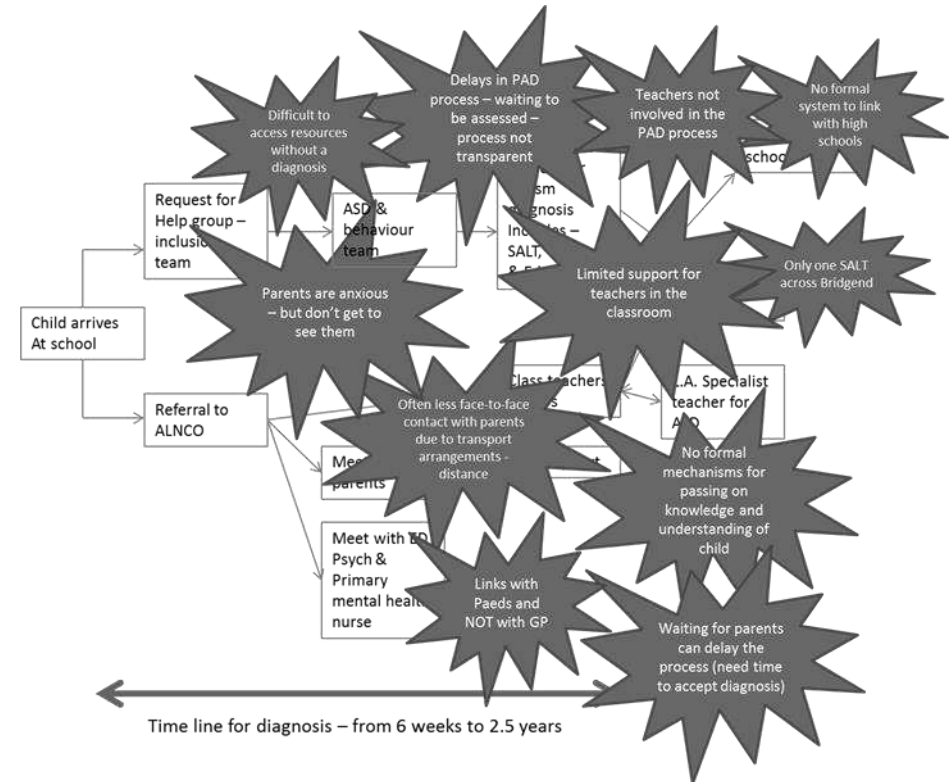 Difficult to
access resources
without a
diagnosis
Delays in PAD
process – waiting to
be assessed –
process not
transparent
Teachers not
involved in the
PAD process
No formal
system to link
with high
schools
Request for
Help group –
team
ASD &
behaviour
team
SALT,
Parents are anxious
– but don't get to
see them
Limited support for
teachers in the
classroom
Only one SALT
across Bridgend
Child arrives
At school
Referral to
ALNCO
Class teachers
Specialist
teacher for
Often less face-to-face
contact with parents
due to transport
arrangements -
distance
parents
No formal
mechanisms for
passing on
knowledge and
understanding of
child
Meet with ED
Psych &
Primary
mental health
nurse
Links with
Paeds and
NOT with GP
Waiting for parents
can delay the
process (need time
to accept diagnosis)
Time line for diagnosis – from 6 weeks to 2.5 years